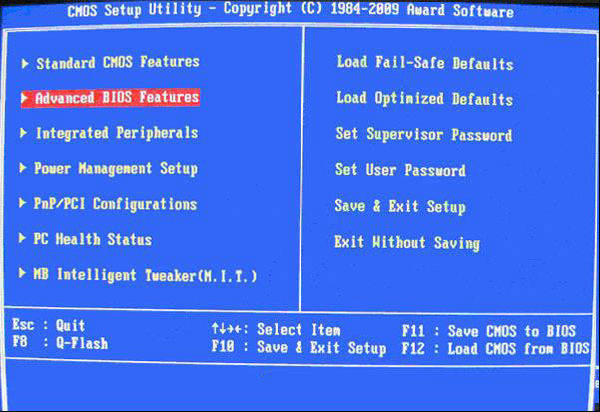 CMOS Setup Utility - Copyright (C) 1984-2009 Award Software
Standard CMOS Features
Advanced BIOS Features
Integrated Peripherals
Power Management Setup
PnP/PCI Configurations
PC Health Status
MB Intelligent Tweaker(M.I.T.)
Load Fail-Safe Defaults
Load Optimized Defaults
Set Supervisor Password
Set User Password
Save & Exit Setup
Exit Without Saving
Esc : Quit
F8 : Q-Flash
↑↓→←: Select Item
F10 : Save & Exit Setup
F11 : Save CMOS to BIOS
F12 : Load CMOS from BIOS